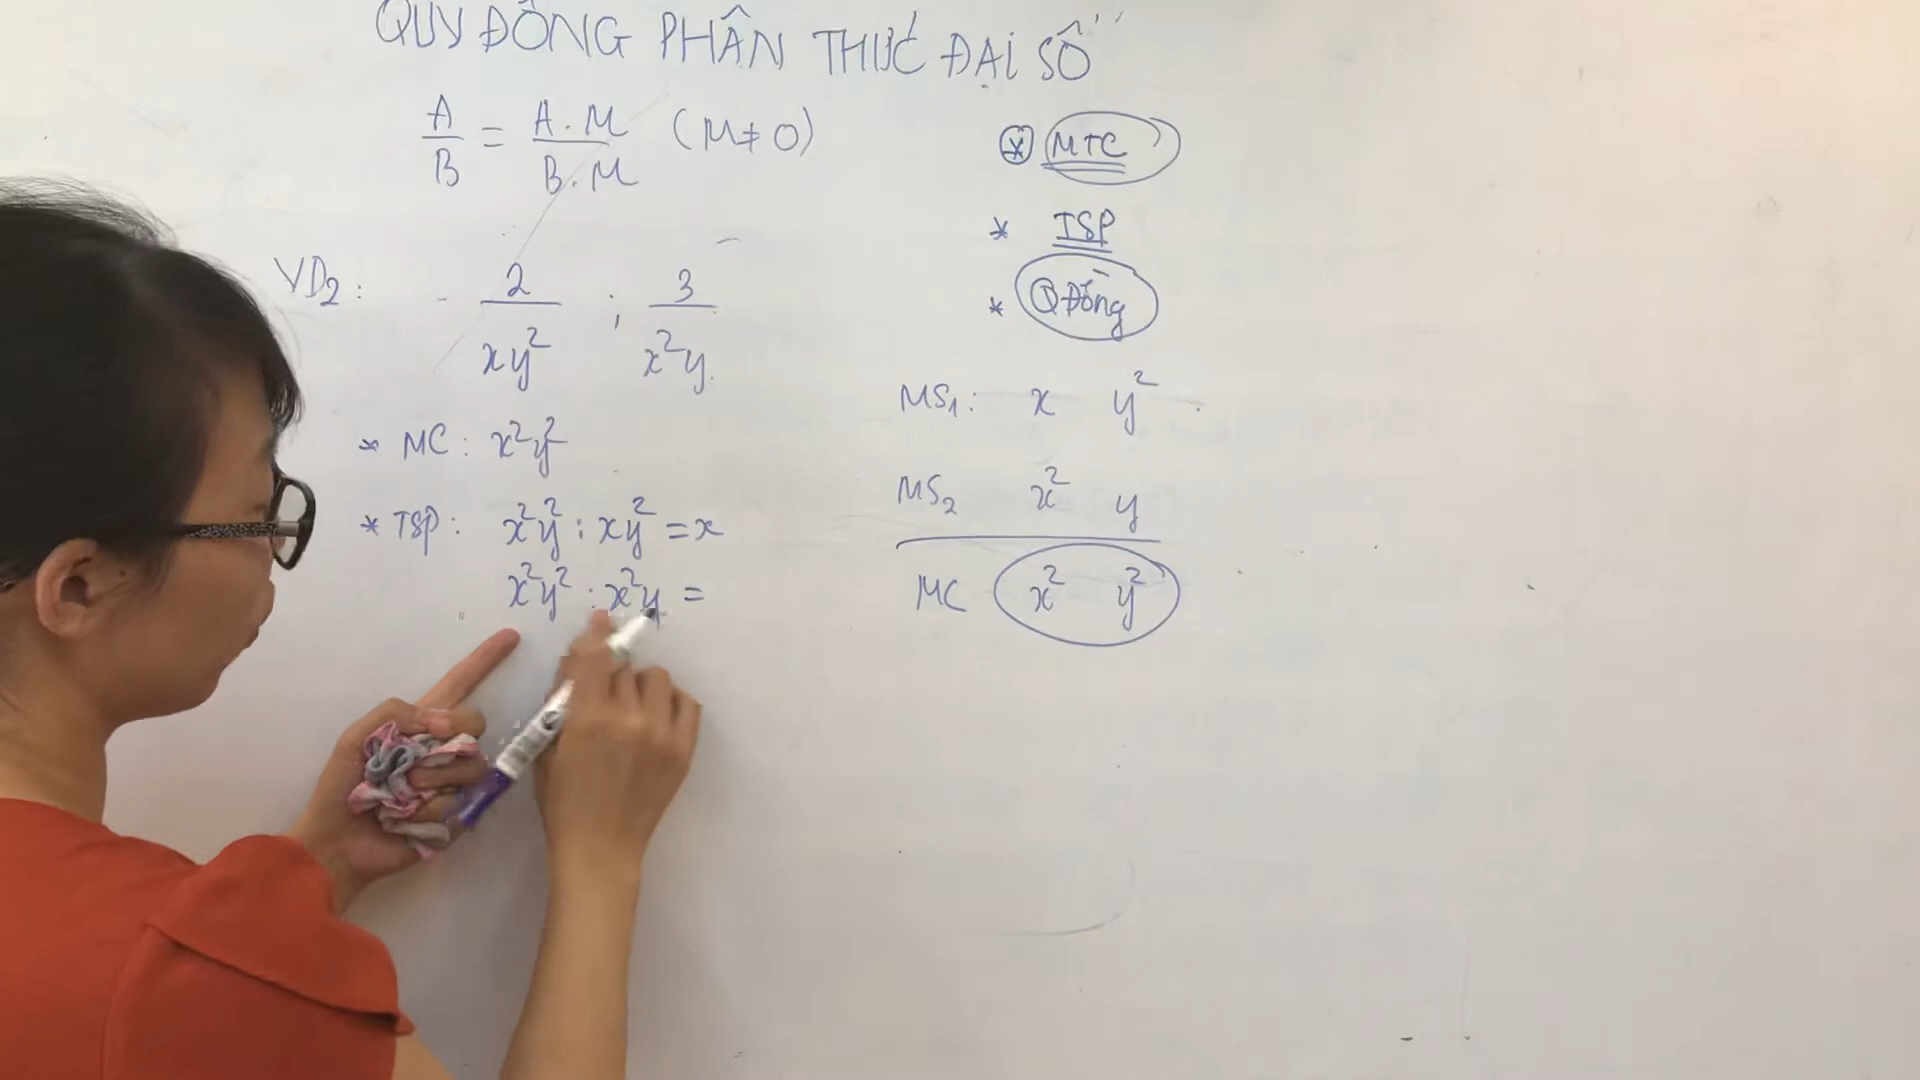 QUY ĐỒNG PHÂN THỨC ĐẠI SỐ"
A/B = A.M/B.M (M≠0)
VD2: 2/xy² ; 3/x²y.
* MC: x²y²
* TSP: x²y² : xy² = x
x²y² : x²y =
* MTC
* TSP
* QĐồng
MS1: x y²
MS2 x² y
MC x² y²